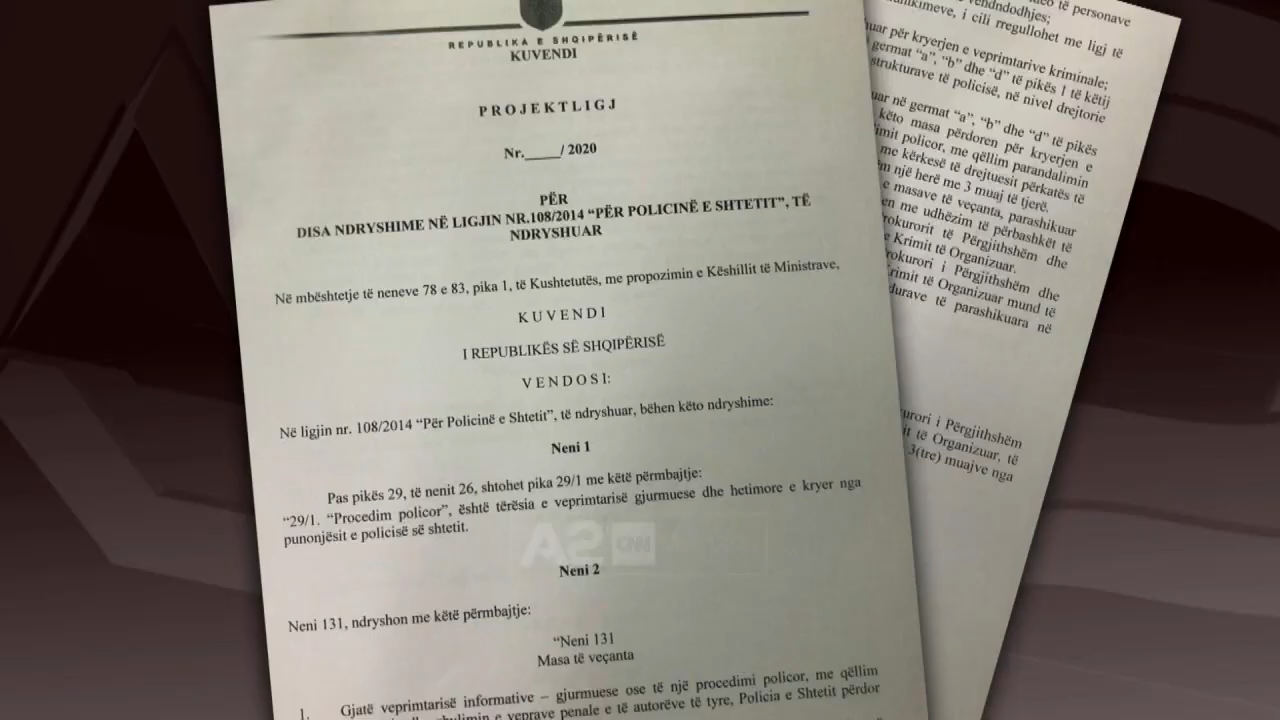 REPUBLIKA E SHQIPËRISË
KUVENDI
PROJEKTLIGJ
Nr._____/ 2020
PËR
DISA NDRYSHIME NË LIGJIN NR.108/2014 “PËR POLICINË E SHTETIT”, TË
NDRYSHUAR
Në mbështetje të neneve 78 e 83, pika 1, të Kushtetutës, me propozimin e Këshillit të Ministrave,
KUVENDI
I REPUBLIKËS SË SHQIPËRISË
VENDOSI:
Në ligjin nr. 108/2014 “Për Policinë e Shtetit”, të ndryshuar, bëhen këto ndryshime:
Neni 1
Pas pikës 29, të nenit 26, shtohet pika 29/1 me këtë përmbajtje:
“29/1. “Procedim policor”, është tërësia e veprimtarisë gjurmuese dhe hetimore e kryer nga
punonjësit e policisë së shtetit.
Neni 2
Neni 131, ndryshon me këtë përmbajtje:
“Neni 131
Masa të veçanta
1. Gjatë veprimtarisë informative – gjurmuese ose të një procedimi policor, me qëllim
e veprave penale e të autorëve të tyre, Policia e Shtetit përdor
A2 CNN
të personave
vendndodhjes;
i cili rregullohet me ligj të
për kryerjen e veprimtarive kriminale;
germat “a”, “b” dhe “d” të pikës 1 të këtij
strukturave të policisë, në nivel drejtorie
në germat “a”, “b” dhe “d” të pikës
këto masa përdoren për kryerjen e
policor, me qëllim parandalimin
me kërkesë të drejtuesit përkatës të
një herë me 3 muaj të tjerë.
e masave të veçanta, parashikuar
me udhëzim të përbashkët të
Prokurorit të Përgjithshëm dhe
e Krimit të Organizuar.
i Përgjithshëm dhe
Krimit të Organizuar mund të
të parashikuara në
i Përgjithshëm
të Organizuar, të
3(tre) muajve nga